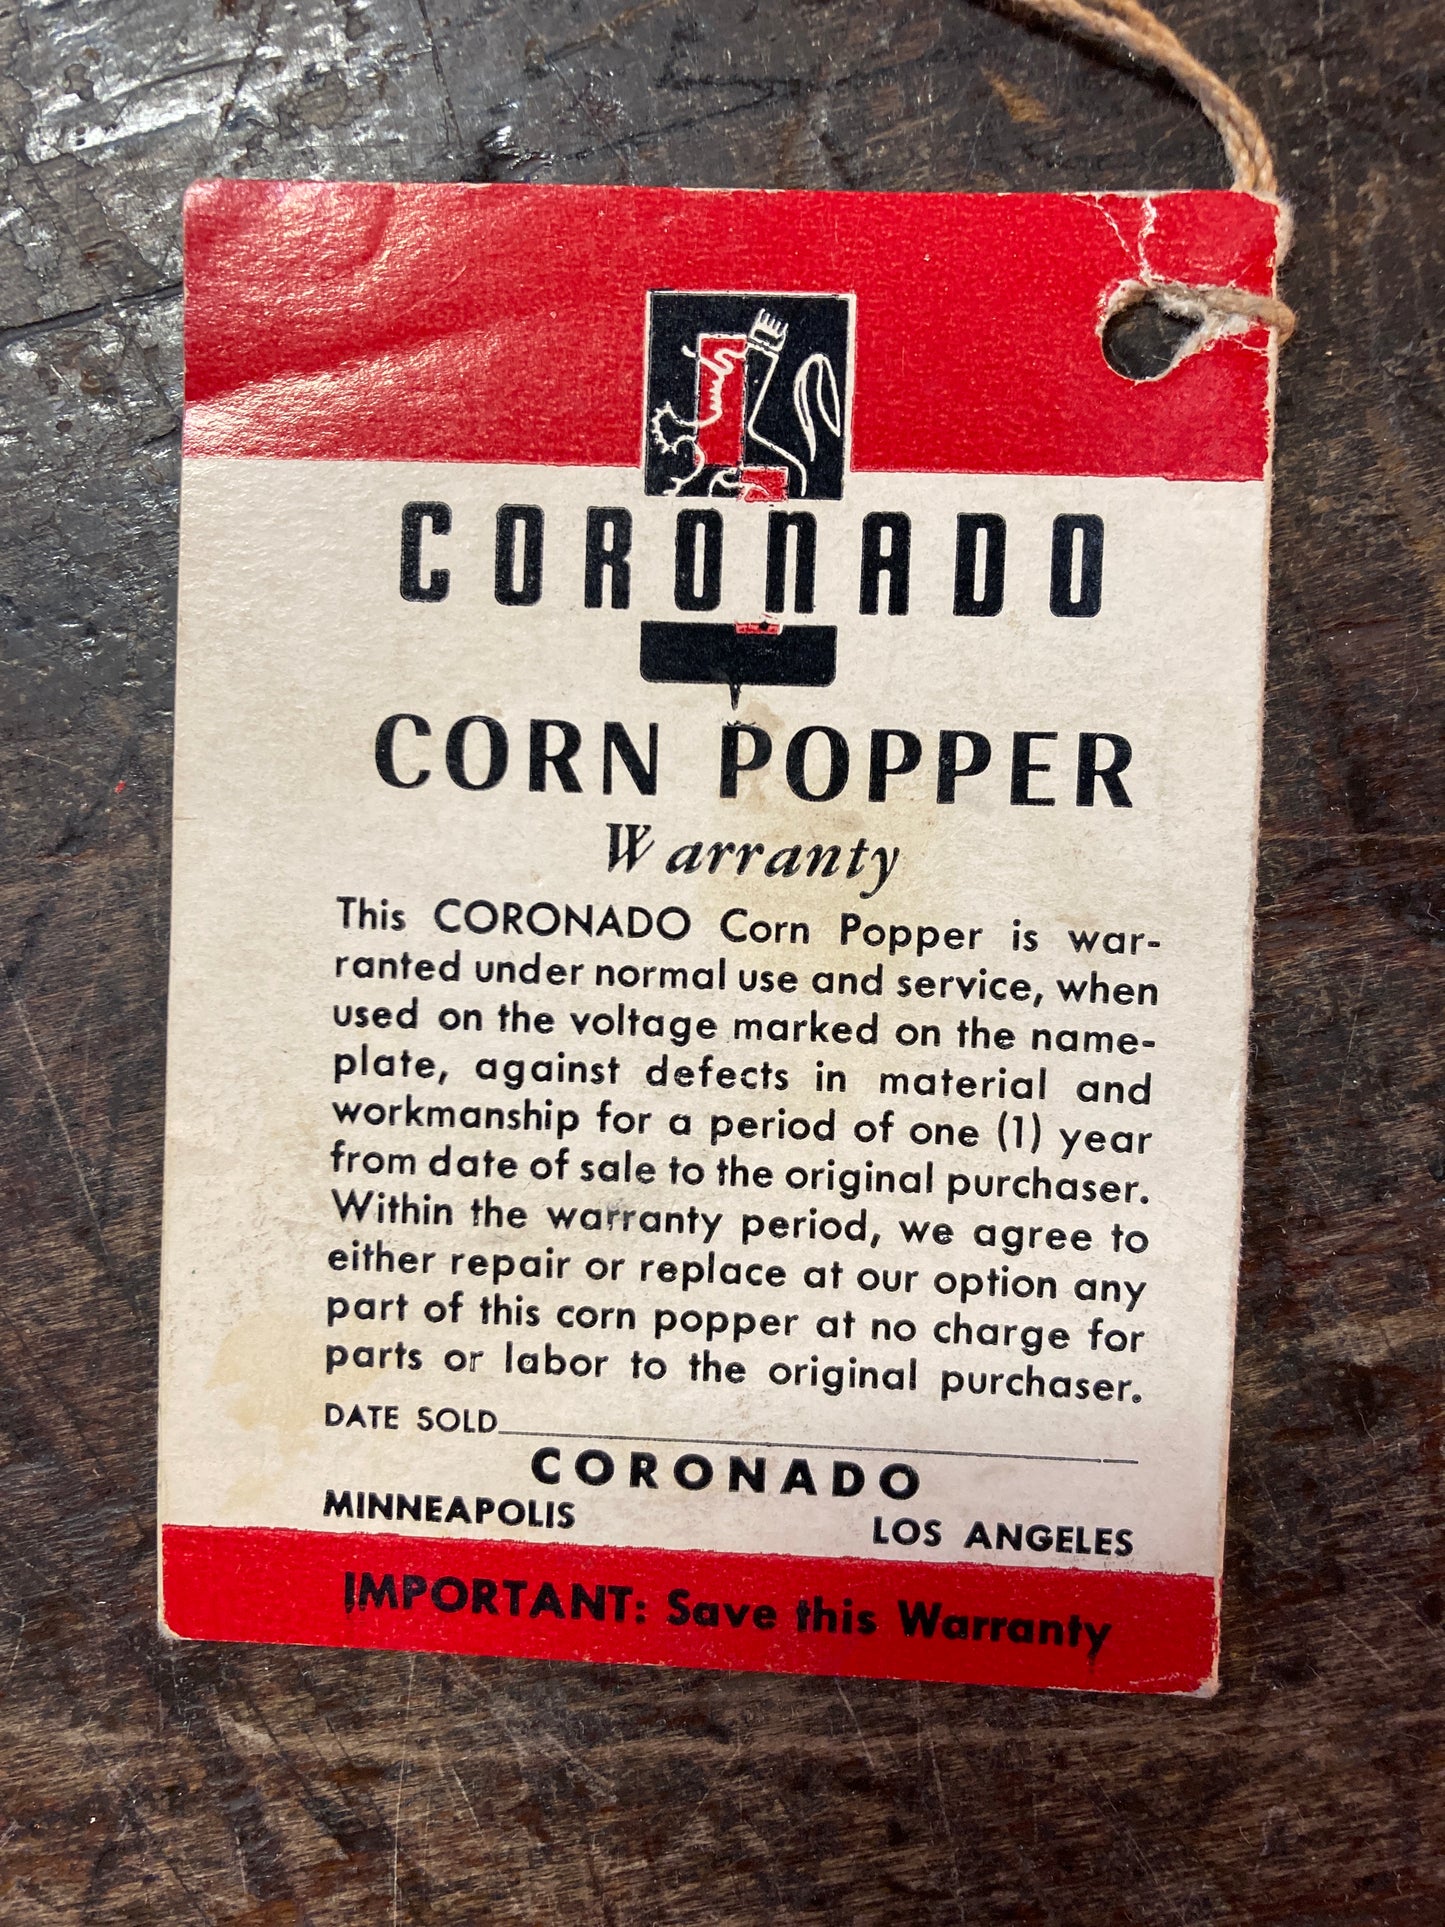 CORONADO
CORN POPPER
Warranty
This CORONADO Corn Popper is war-
ranted under normal use and service, when
used on the voltage marked on the name-
plate, against defects in material and
workmanship for a period of one (1) year
from date of sale to the original purchaser.
Within the warranty period, we agree to
either repair or replace at our option any
part of this corn popper at no charge for
parts or labor to the original purchaser.
DATE SOLD
CORONADO
MINNEAPOLIS LOS ANGELES
IMPORTANT: Save this Warranty